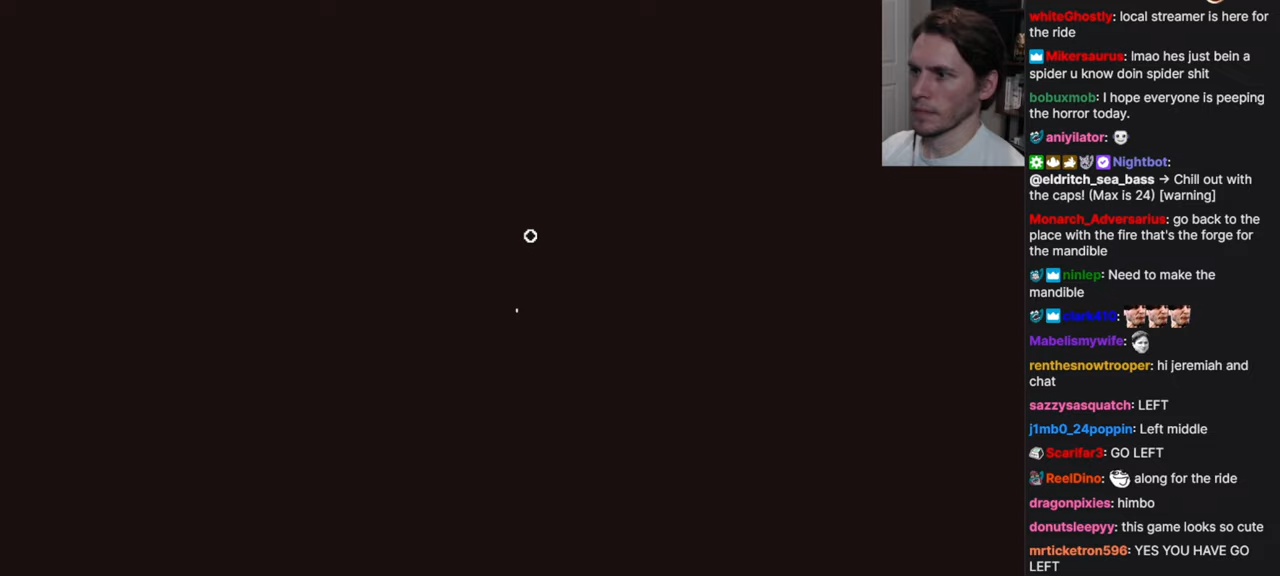 whiteGhostly: local streamer is here for
the ride
Mikersaurus: lmao hes just bein a
spider u know doin spider shit
bobuxmob: I hope everyone is peeping
the horror today.
aniyilator:
Nightbot:
@eldritch_sea_bass → Chill out with
the caps! (Max is 24) [warning]
Monarch_Adversarius: go back to the
place with the fire that's the forge for
the mandible
ninlep: Need to make the
mandible
clark410:
Mabelismywife:
renthesnowtrooper: hi jeremiah and
chat
sazzysasquatch: LEFT
j1mb0_24poppin: Left middle
Scarifar3: GO LEFT
ReelDino: along for the ride
dragonpixies: himbo
donutsleepyy: this game looks so cute
mrticketron596: YES YOU HAVE GO
LEFT